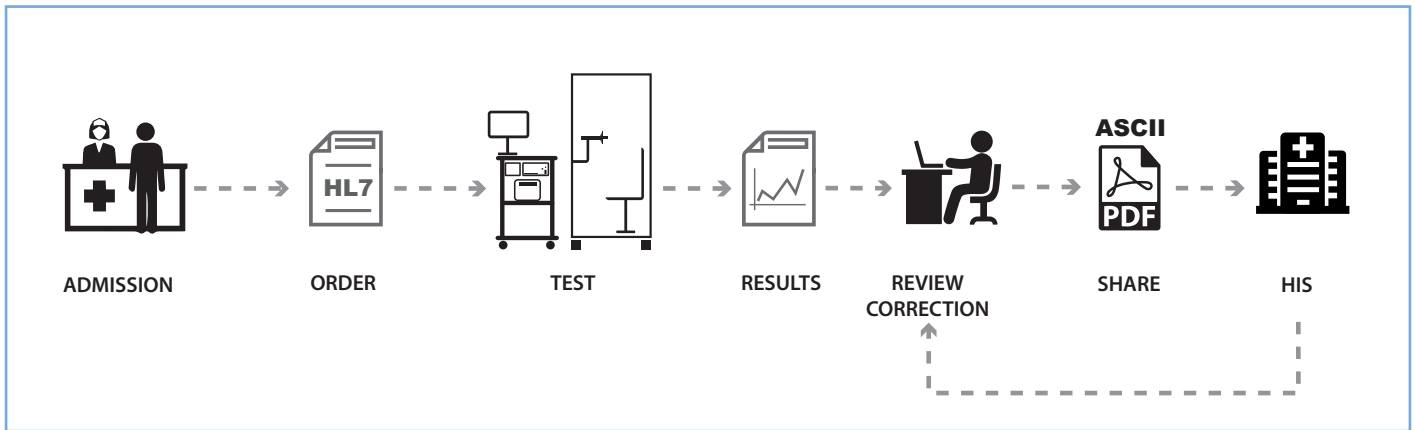 ASCII
HL7
PDF
ADMISSION
ORDER
TEST
RESULTS
REVIEW
CORRECTION
SHARE
HIS